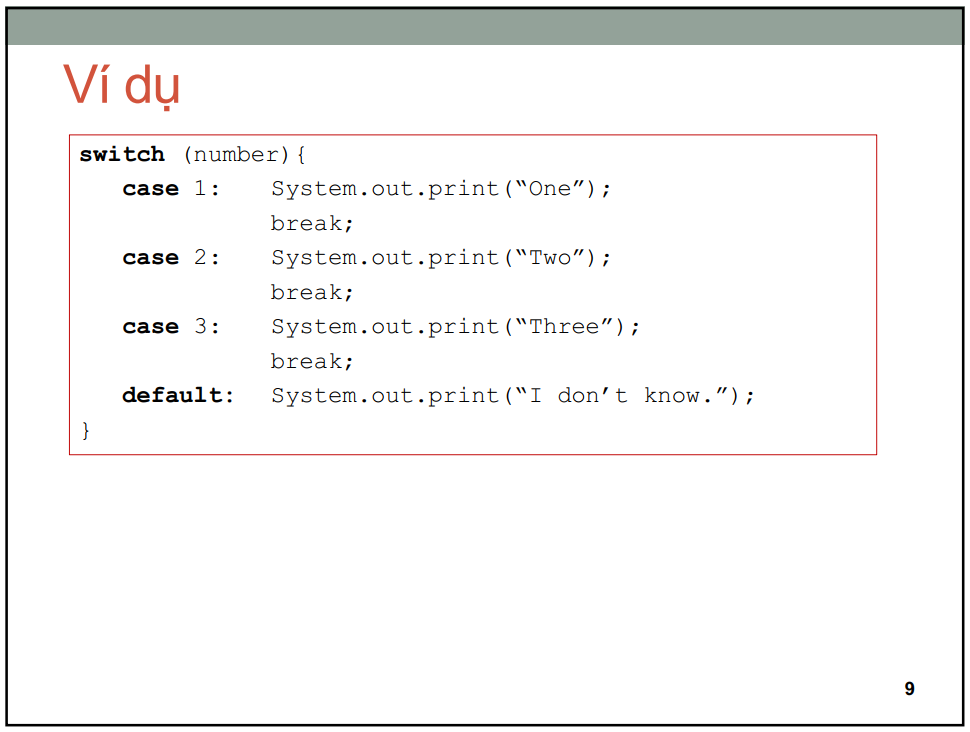 Ví dụ
switch (number){
case 1: System.out.print(“One”);
break;
case 2: System.out.print(“Two”);
break;
case 3: System.out.print(“Three”);
break;
default: System.out.print(“I don’t know.”);
}
9